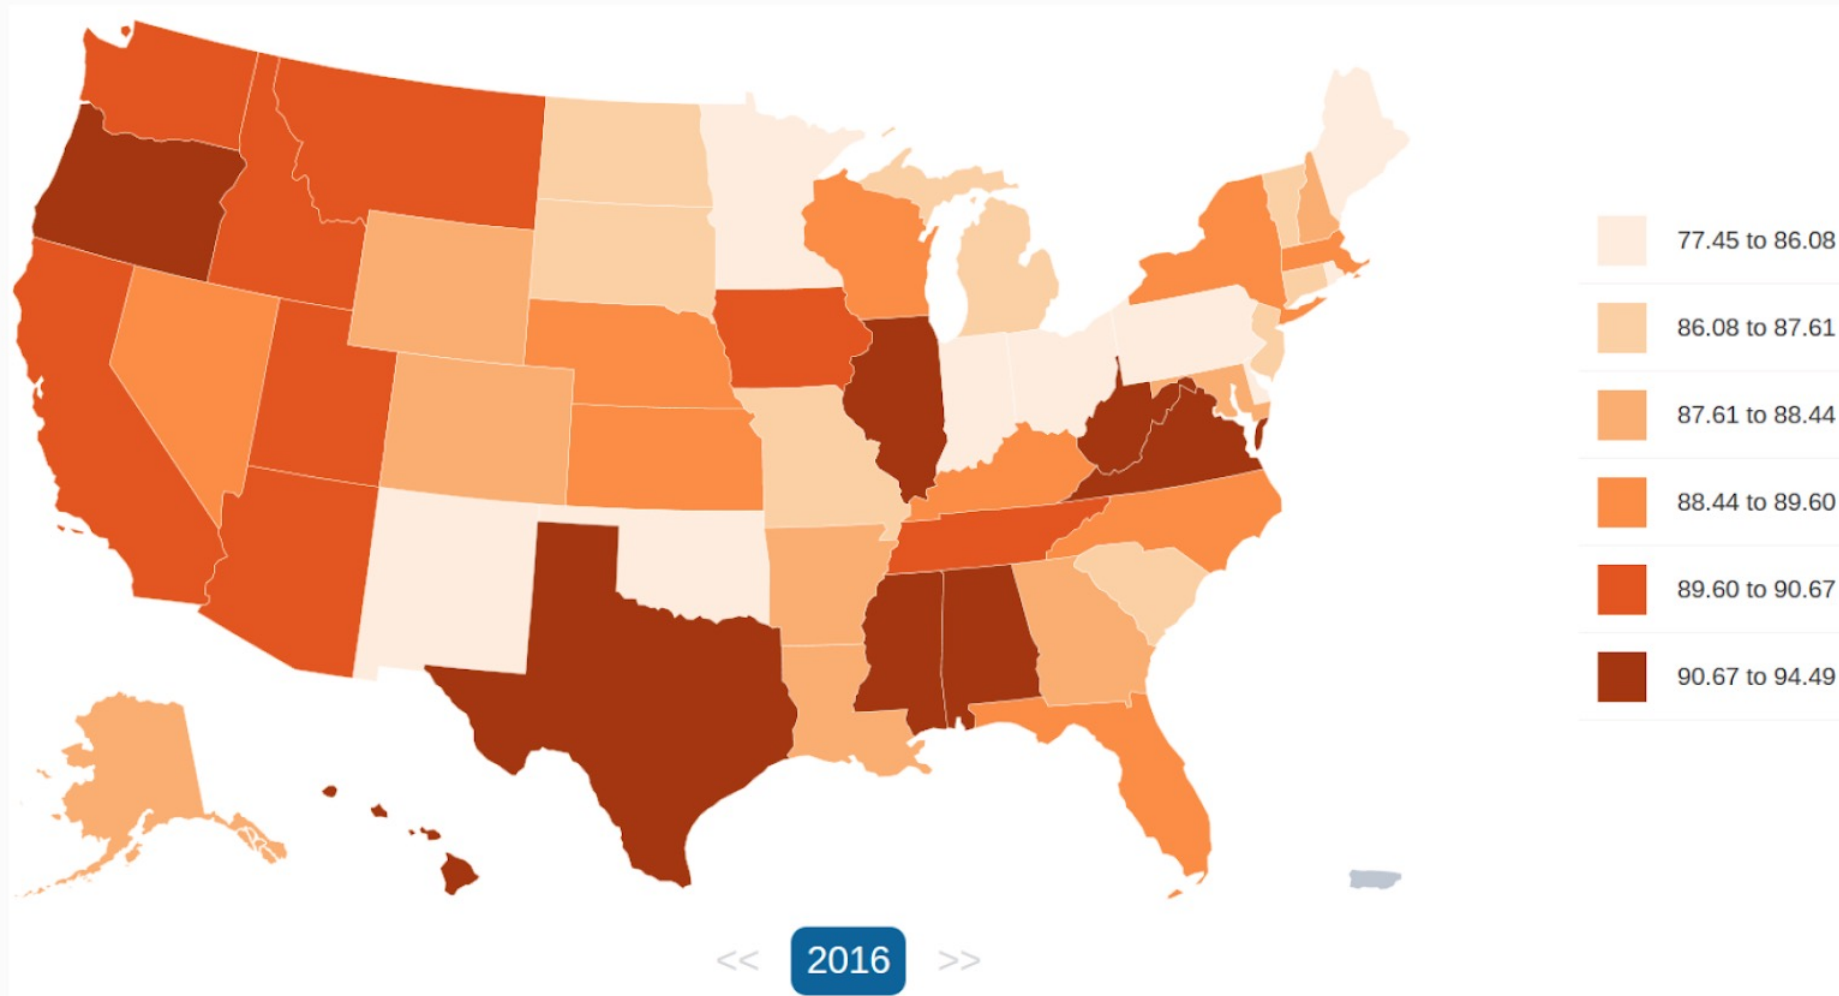 77.45 to 86.08
86.08 to 87.61
87.61 to 88.44
88.44 to 89.60
89.60 to 90.67
90.67 to 94.49
<< 2016 >>